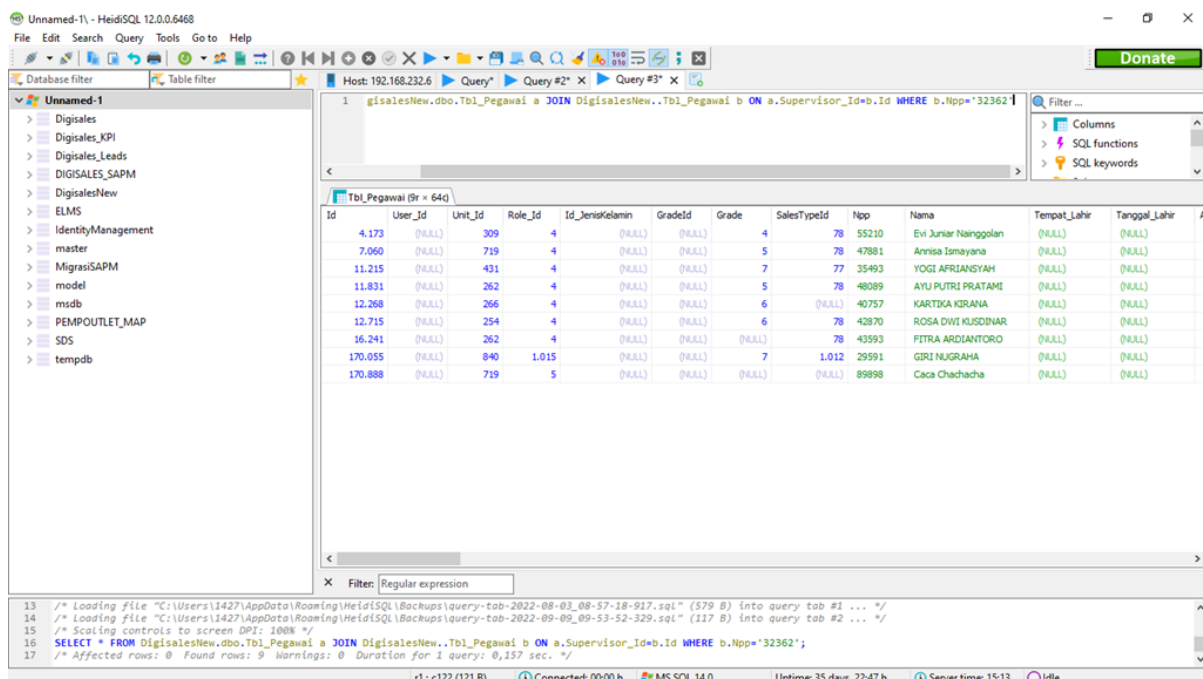 Unnamed-1\ - HeidiSQL 12.0.0.6468
File Edit Search Query Tools Go to Help
Donate
Database filter Table filter Host: 192.168.232.6 Query* Query #2* Query #3*
Unnamed-1
Digisales
Digisales_KPI
Digisales_Leads
DIGISALES_SAPM
DigisalesNew
ELMS
IdentityManagement
master
MigrasiSAPM
model
msdb
PEMPOUTLET_MAP
SDS
tempdb
1 gisalesNew.dbo.Tbl_Pegawai a JOIN DigisalesNew..Tbl_Pegawai b ON a.Supervisor_Id=b.Id WHERE b.Npp='32362'
Filter ...
Columns
SQL functions
SQL keywords
Tbl_Pegawai (9r × 64c)
Id User_Id Unit_Id Role_Id Id_JenisKelamin GradeId Grade SalesTypeId Npp Nama Tempat_Lahir Tanggal_Lahir
4.173 (NULL) 309 4 (NULL) (NULL) 4 78 55210 Evi Juniar Nainggolan (NULL) (NULL)
7.060 (NULL) 719 4 (NULL) (NULL) 5 78 47881 Annisa Ismayana (NULL) (NULL)
11.215 (NULL) 431 4 (NULL) (NULL) 7 77 35493 YOGI AFRIANSYAH (NULL) (NULL)
11.831 (NULL) 262 4 (NULL) (NULL) 5 78 48089 AYU PUTRI PRATAMI (NULL) (NULL)
12.268 (NULL) 266 4 (NULL) (NULL) 6 (NULL) 40757 KARTIKA KIRANA (NULL) (NULL)
12.715 (NULL) 254 4 (NULL) (NULL) 6 78 42870 ROSA DWI KUSDINAR (NULL) (NULL)
16.241 (NULL) 262 4 (NULL) (NULL) (NULL) 78 43593 FITRA ARDIANTORO (NULL) (NULL)
170.055 (NULL) 840 1.015 (NULL) (NULL) 7 1.012 29591 GIRI NUGRAHA (NULL) (NULL)
170.888 (NULL) 719 5 (NULL) (NULL) (NULL) (NULL) 89898 Caca Chachacha (NULL) (NULL)
Filter: Regular expression
13 /* Loading file "C:\Users\1427\AppData\Roaming\HeidiSQL\Backups\query-tab-2022-08-03_08-57-18-917.sql" (579 B) into query tab #1 ... */
14 /* Loading file "C:\Users\1427\AppData\Roaming\HeidiSQL\Backups\query-tab-2022-09-09_09-53-52-329.sql" (117 B) into query tab #2 ... */
15 /* Scaling controls to screen DPI: 100% */
16 SELECT * FROM DigisalesNew.dbo.Tbl_Pegawai a JOIN DigisalesNew..Tbl_Pegawai b ON a.Supervisor_Id=b.Id WHERE b.Npp='32362';
17 /* Affected rows: 0 Found rows: 9 Warnings: 0 Duration for 1 query: 0,157 sec. */
r1 : c122 (121 B) Connected: 00:00 h MS SQL 14.0 Uptime: 35 days, 22:47 h Server time: 15:13 Idle